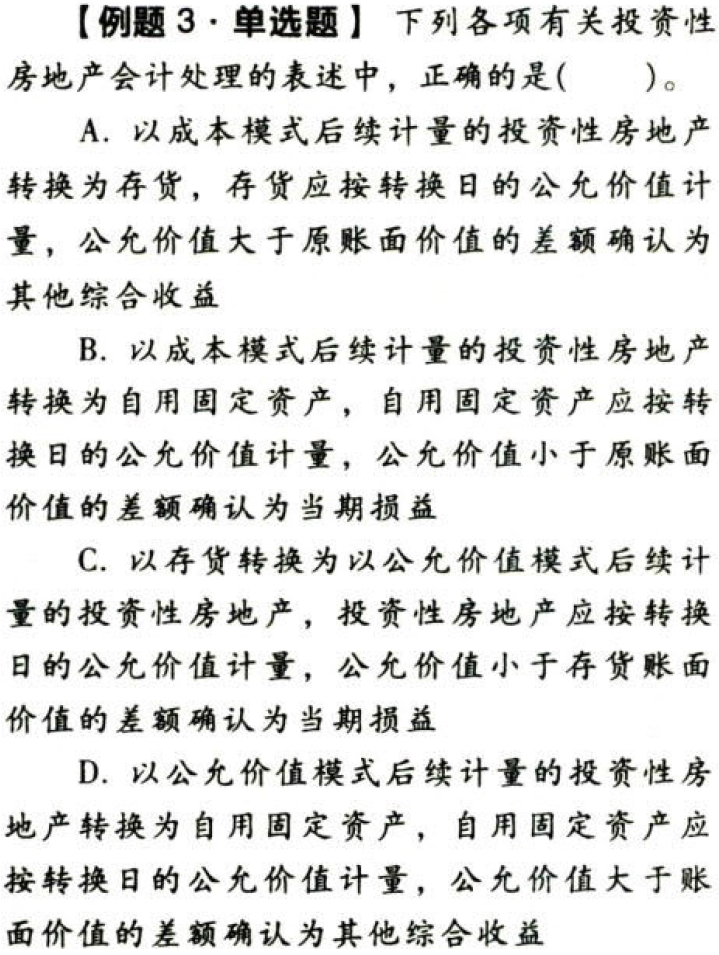 【例题 3·单选题】 下列各项有关投资性
房地产会计处理的表述中，正确的是(　　)。
A. 以成本模式后续计量的投资性房地产
转换为存货，存货应按转换日的公允价值计
量，公允价值大于原账面价值的差额确认为
其他综合收益
B. 以成本模式后续计量的投资性房地产
转换为自用固定资产，自用固定资产应按转
换日的公允价值计量，公允价值小于原账面
价值的差额确认为当期损益
C. 以存货转换为以公允价值模式后续计
量的投资性房地产，投资性房地产应按转换
日的公允价值计量，公允价值小于存货账面
价值的差额确认为当期损益
D. 以公允价值模式后续计量的投资性房
地产转换为自用固定资产，自用固定资产应
按转换日的公允价值计量，公允价值大于账
面价值的差额确认为其他综合收益